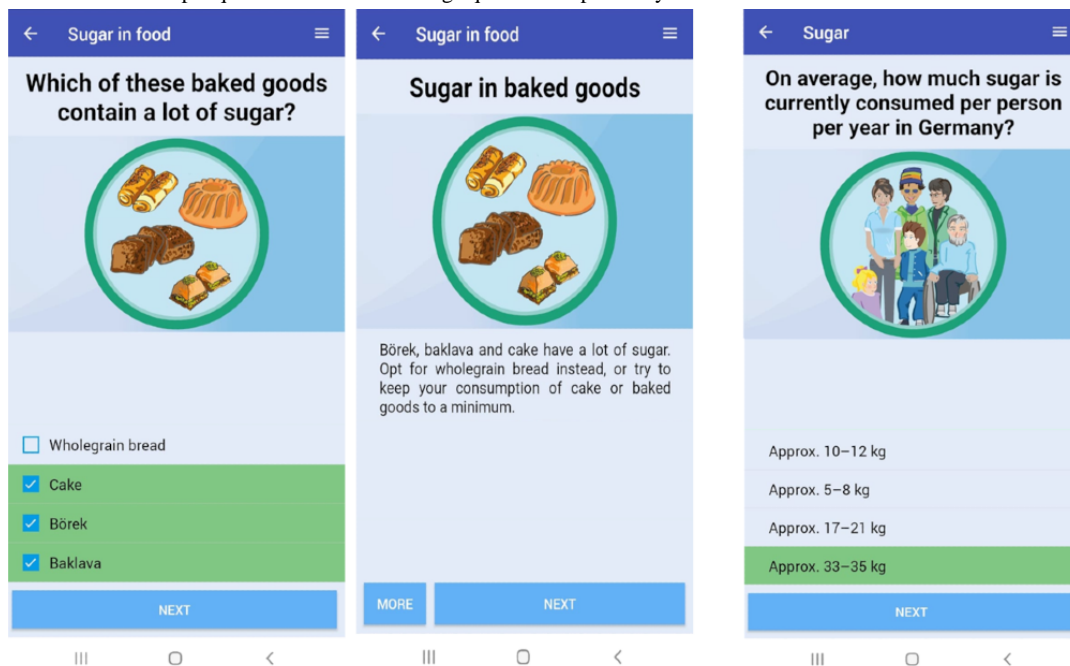 Sugar in food
Which of these baked goods
contain a lot of sugar?
Wholegrain bread
Cake
Börek
Baklava
NEXT
Sugar in food
Sugar in baked goods
Börek, baklava and cake have a lot of sugar.
Opt for wholegrain bread instead, or try to
keep your consumption of cake or baked
goods to a minimum.
MORE
NEXT
Sugar
On average, how much sugar is
currently consumed per person
per year in Germany?
Approx. 10–12 kg
Approx. 5–8 kg
Approx. 17–21 kg
Approx. 33–35 kg
NEXT